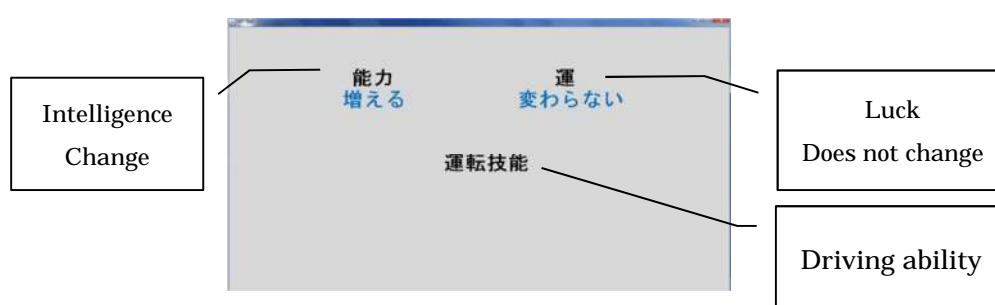 能力
増える
運
変わらない
運転技能
Intelligence
Change
Luck
Does not change
Driving ability